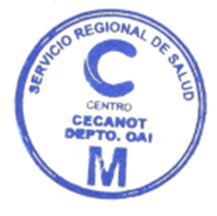 SERVICIO REGIONAL DE SALUD
C
CENTRO
CECANOT
DEPTO. OAI
M